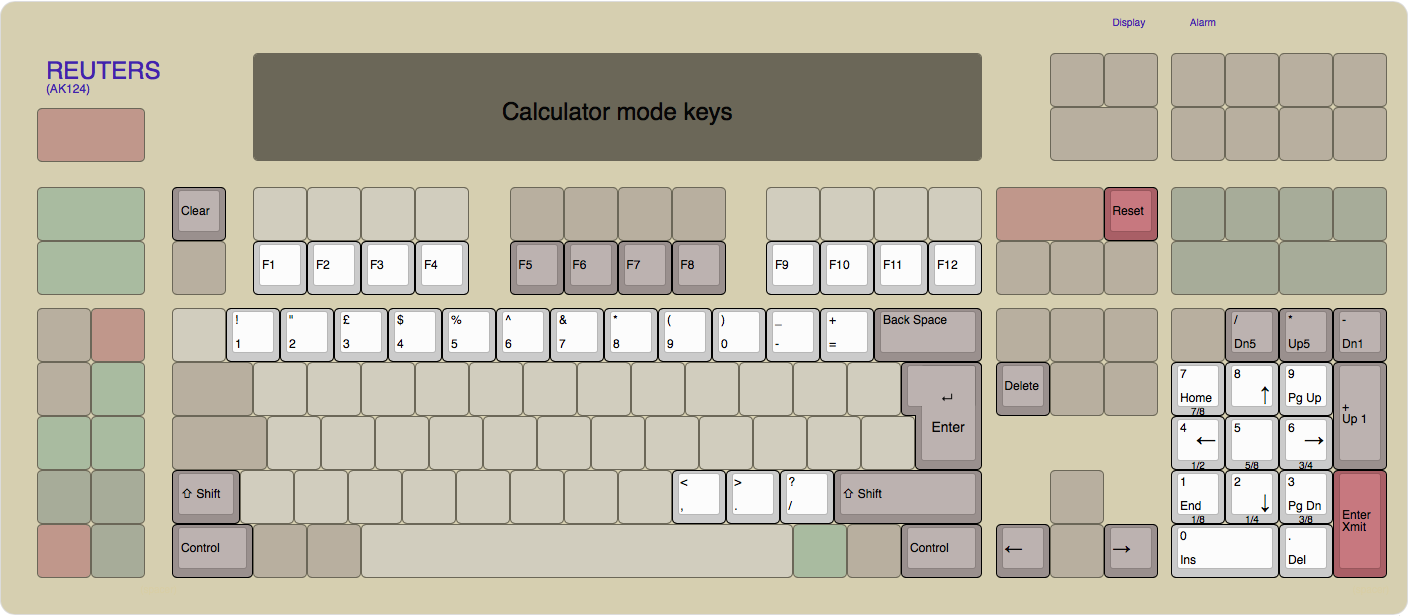 Display Alarm
REUTERS
(AK124)
Calculator mode keys
Clear
Reset
F1 F2 F3 F4 F5 F6 F7 F8 F9 F10 F11 F12
! " £ $ % ^ & * ( ) _ + Back Space / * -
1 2 3 4 5 6 7 8 9 0 - = Dn5 Up5 Dn1
Delete
7 8 9
↵ ↑
Home Pg Up +
7/8 Up 1
Enter
4 5 6
← →
1/2 5/8 3/4
⇧ Shift < > ? ⇧ Shift
, . /
1 2 3
End ↓ Pg Dn
1/8 1/4 3/8
Enter
Xmit
Control Control ← →
0 .
Ins Del